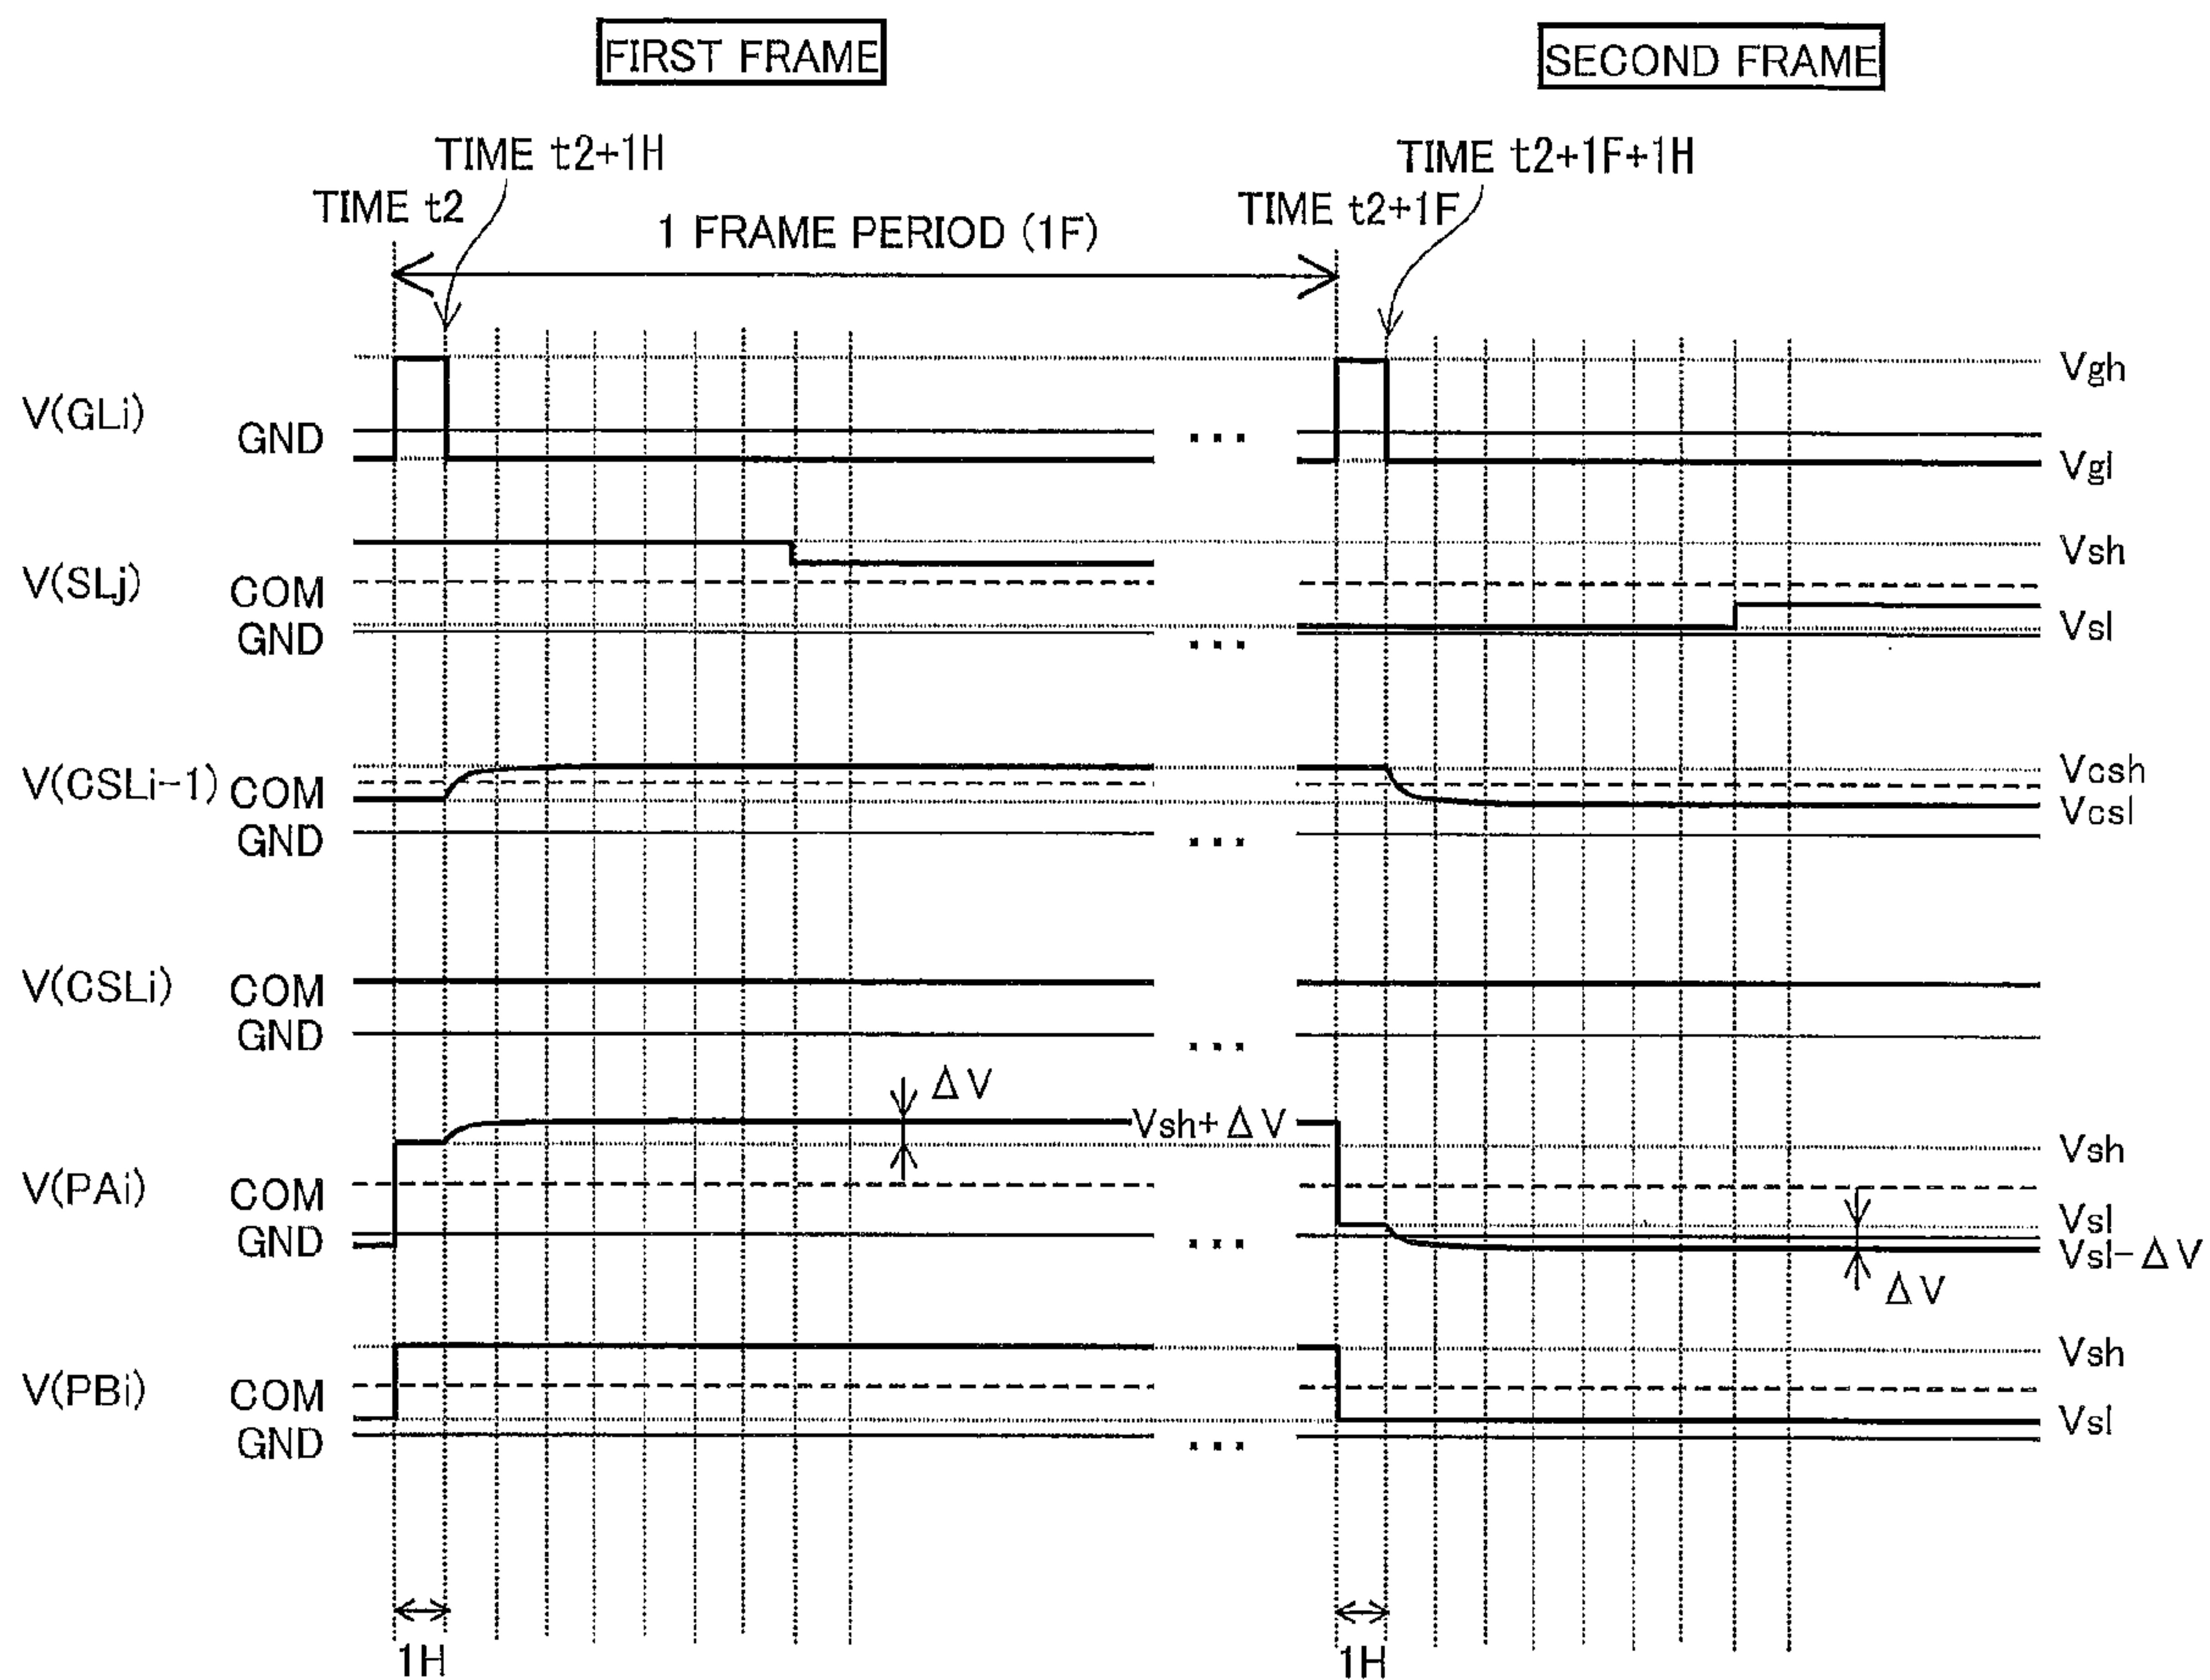 FIRST FRAME
SECOND FRAME
TIME t2+1H
TIME t2+1F+1H
TIME t2
TIME t2+1F
1 FRAME PERIOD (1F)
V(GLi)
GND
Vgh
Vgl
...
V(SLj)
COM
GND
Vsh
Vsl
...
V(CSLi-1)
COM
GND
Vcsh
Vcsl
...
V(CSLi)
COM
GND
...
ΔV
Vsh+ΔV
V(PAi)
COM
GND
Vsh
Vsl
Vsl-ΔV
ΔV
...
V(PBi)
COM
GND
Vsh
Vsl
...
1H
1H